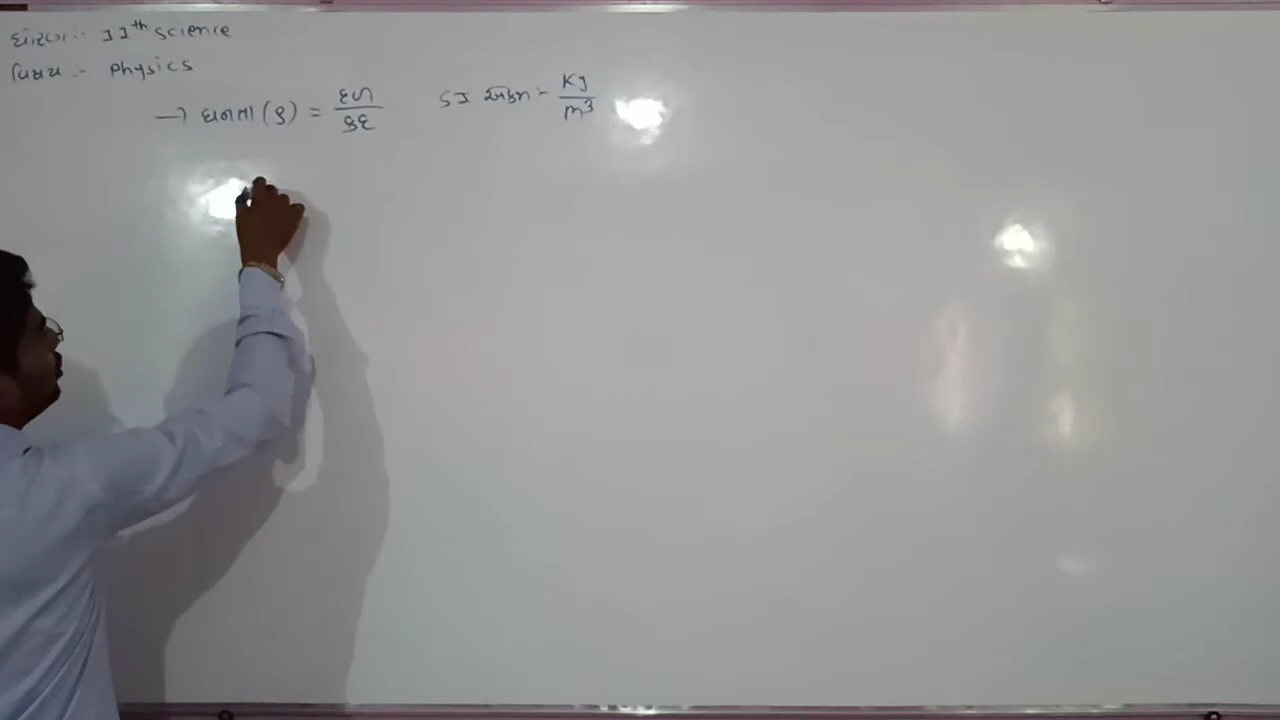 ધોરણ :- 11th Science
વિષય :- Physics
→ ઘનતા (ρ) = દળ / કદ SI એકમ :- Kg / m³